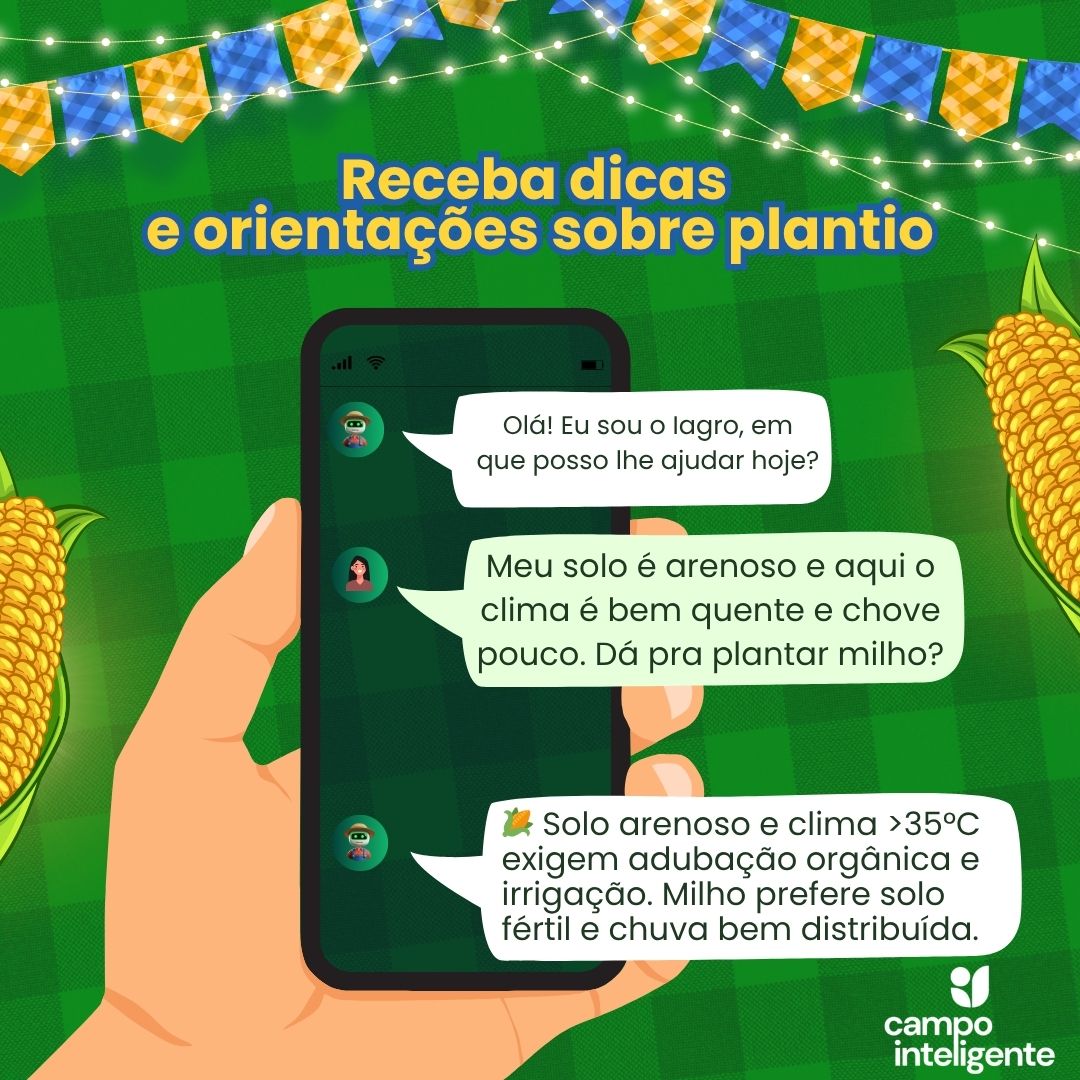 Receba dicas
e orientações sobre plantio
Olá! Eu sou o Iagro, em
que posso lhe ajudar hoje?
Meu solo é arenoso e aqui o
clima é bem quente e chove
pouco. Dá pra plantar milho?
🌽 Solo arenoso e clima >35°C
exigem adubação orgânica e
irrigação. Milho prefere solo
fértil e chuva bem distribuída.
campo
inteligente